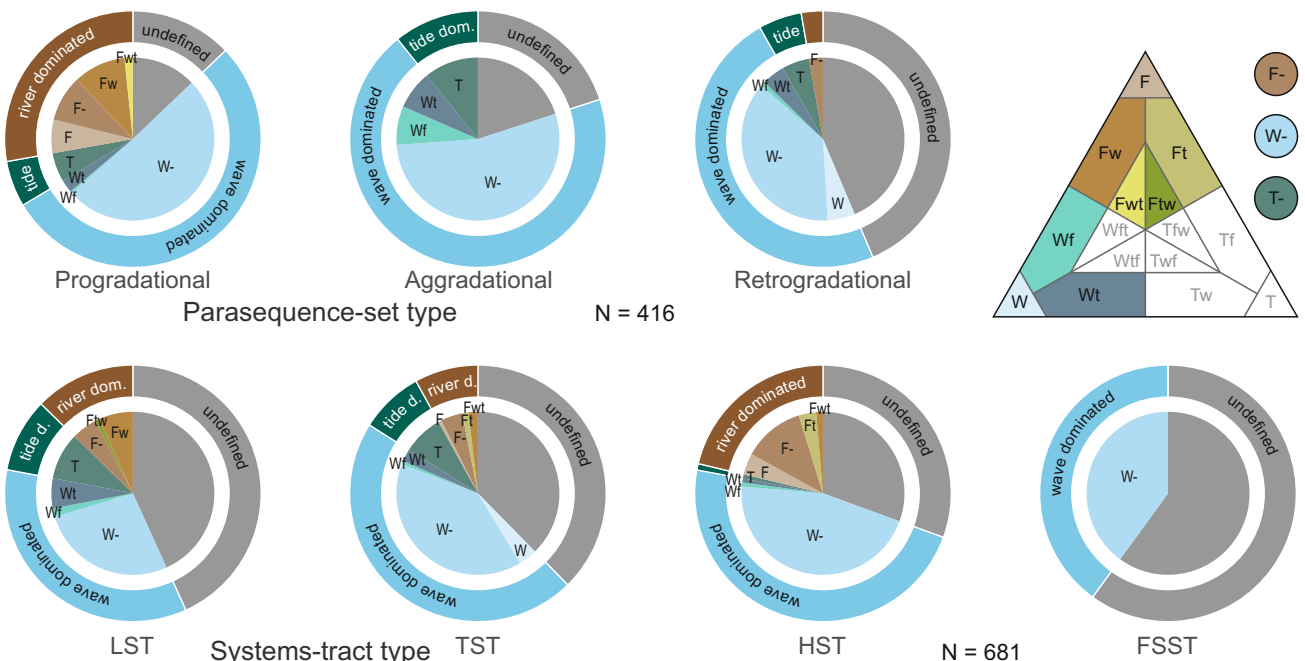 river dominated
undefined
wave dominated
tide
Fwt
Fw
F-
F
T
Wt
Wf
W-
Progradational
tide dom.
undefined
wave dominated
T
Wt
Wf
W-
Aggradational
tide
undefined
wave dominated
F-
T
Wt
Wf
W-
W
Retrogradational
F
Fw
Ft
Fwt
Ftw
Wf
Wft
Tfw
Tf
Wtf
Twf
W
Wt
Tw
T
F-
W-
T-
Parasequence-set type
N = 416
river dom.
undefined
tide d.
wave dominated
Ftw
Fw
F-
T
Wt
Wf
W-
LST
river d.
undefined
tide d.
wave dominated
Fwt
F
Ft
F-
T
Wt
Wf
W-
W
TST
river dominated
undefined
wave dominated
Fwt
Ft
F-
F
T
Wt
Wf
W-
HST
wave dominated
undefined
W-
FSST
Systems-tract type
N = 681